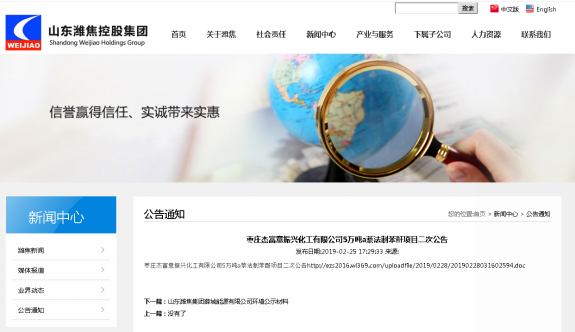 搜索
中文版
English
WEIJIAO
山东潍焦控股集团
Shandong Weijiao Holdings Group
首页 关于潍焦 社会责任 新闻中心 产业与服务 下属子公司 人力资源 联系我们
信誉赢得信任、实诚带来实惠
新闻中心
潍焦新闻
媒体报道
业界动态
公告通知
公告通知
您的位置:首页 > 新闻中心 > 公告通知
枣庄杰富意振兴化工有限公司5万吨a萘法制苯酐项目二次公告
发布日期:2019-02-25 17:29:33 来源:
枣庄杰富意振兴化工有限公司5万吨a萘法制苯酐项目二次公告http://ezs2016.wl369.com/uploadfile/2019/0228/20190228031602594.doc
下一篇：山东潍焦集团薛城能源有限公司环境公示材料
上一篇：没有了